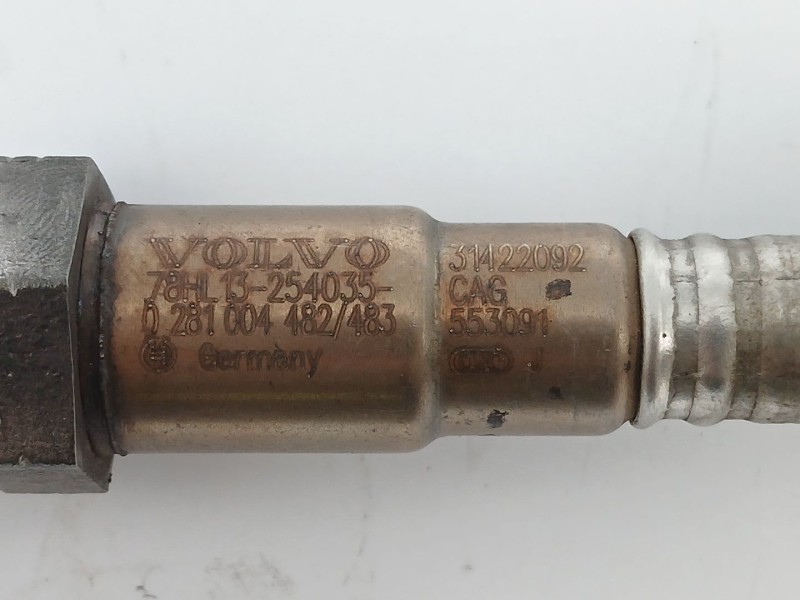 VOLVO
78HL13-254035-
0 281 004 482/483
Germany
31422092
CAG
553091